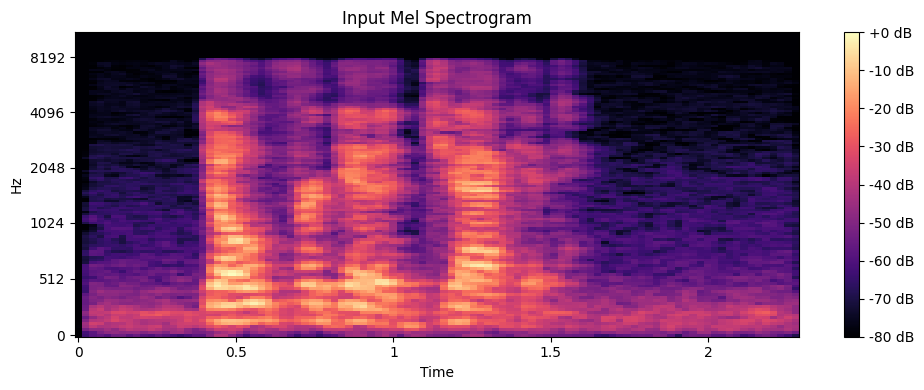 Input Mel Spectrogram
Hz
8192
4096
2048
1024
512
0
0
0.5
1
1.5
2
Time
+0 dB
-10 dB
-20 dB
-30 dB
-40 dB
-50 dB
-60 dB
-70 dB
-80 dB